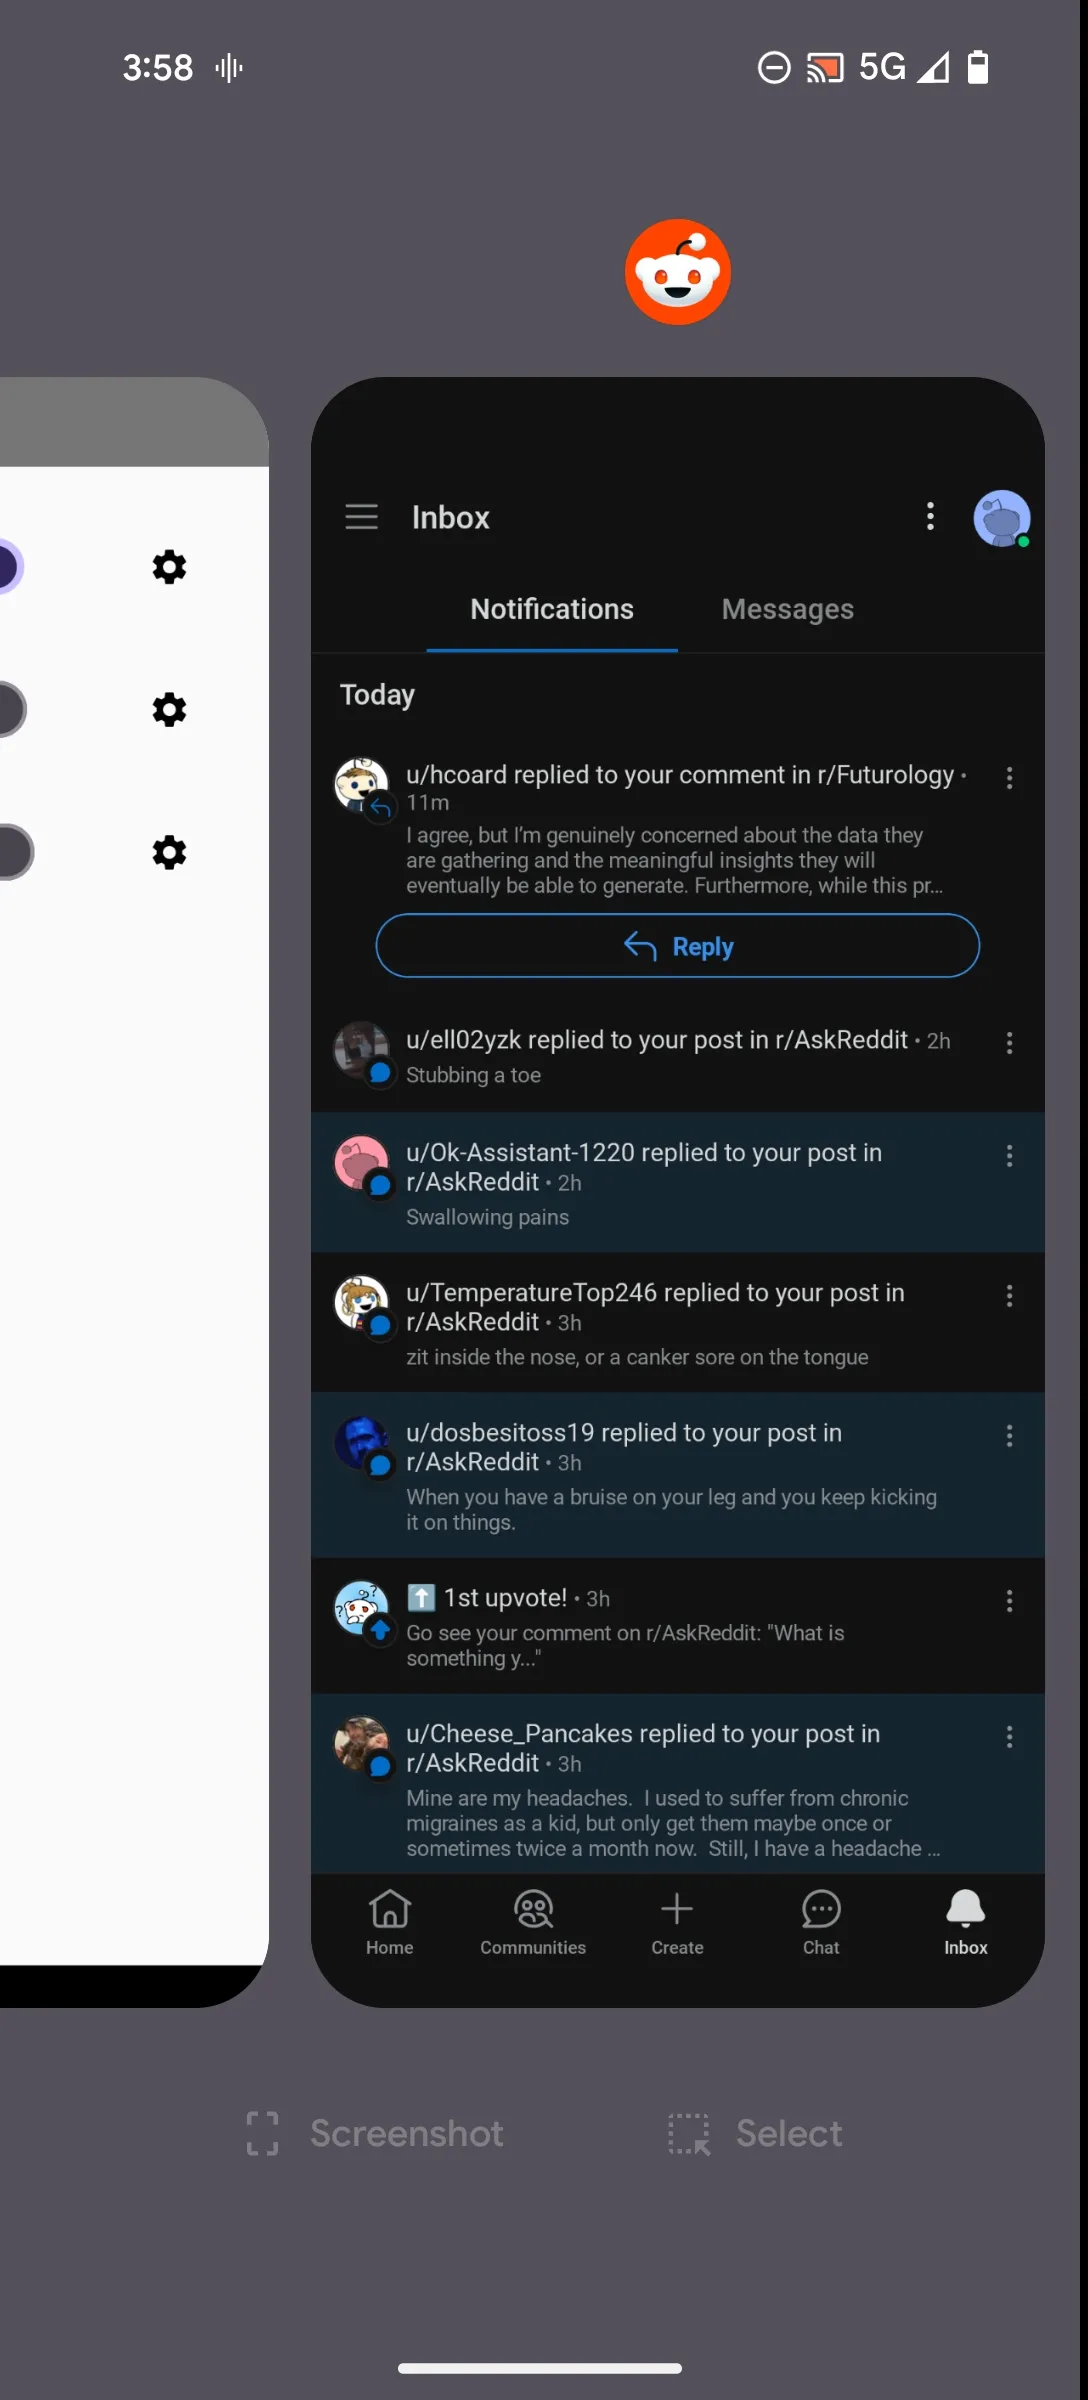 3:58
5G
Inbox
Notifications
Messages
Today
u/hcoard replied to your comment in r/Futurology •
11m
I agree, but I'm genuinely concerned about the data they
are gathering and the meaningful insights they will
eventually be able to generate. Furthermore, while this pr...
Reply
u/ell02yzk replied to your post in r/AskReddit • 2h
Stubbing a toe
u/Ok-Assistant-1220 replied to your post in
r/AskReddit • 2h
Swallowing pains
u/TemperatureTop246 replied to your post in
r/AskReddit • 3h
zit inside the nose, or a canker sore on the tongue
u/dosbesitoss19 replied to your post in
r/AskReddit • 3h
When you have a bruise on your leg and you keep kicking
it on things.
⬆️ 1st upvote! • 3h
Go see your comment on r/AskReddit: "What is
something y..."
u/Cheese_Pancakes replied to your post in
r/AskReddit • 3h
Mine are my headaches.  I used to suffer from chronic
migraines as a kid, but only get them maybe once or
sometimes twice a month now.  Still, I have a headache ...
Home
Communities
Create
Chat
Inbox
Screenshot
Select